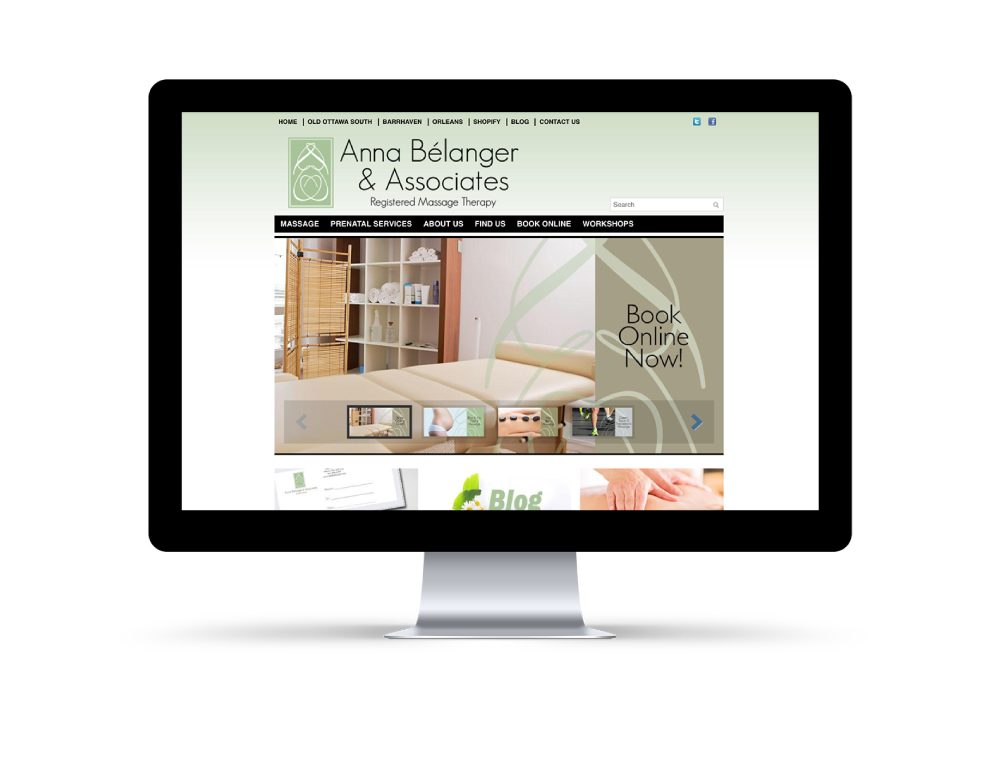 HOME | OLD OTTAWA SOUTH | BARRHAVEN | ORLEANS | SHOPIFY | BLOG | CONTACT US
Anna Bélanger
& Associates
Registered Massage Therapy
Search
MASSAGE PRENATAL SERVICES ABOUT US FIND US BOOK ONLINE WORKSHOPS
Book
Online
Now!
Blog